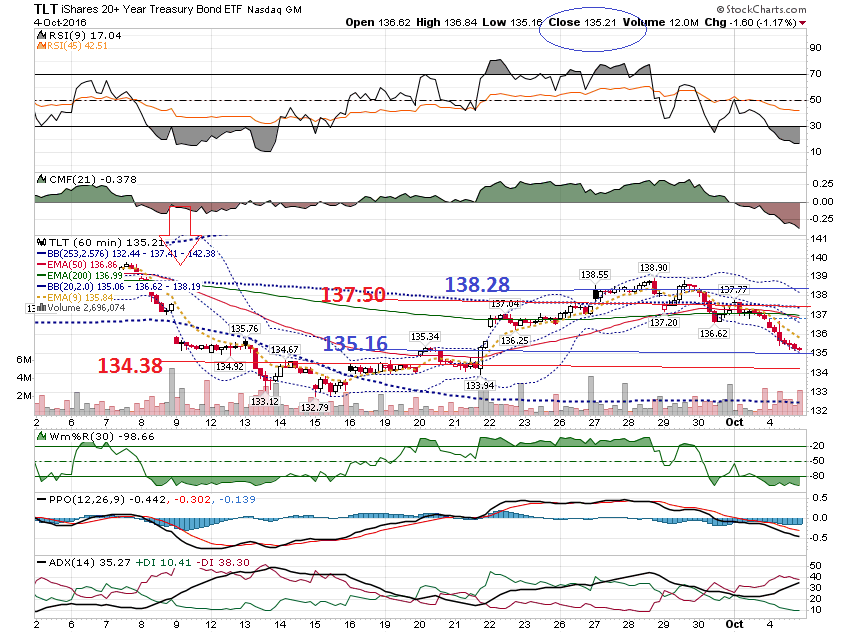 TLT iShares 20+ Year Treasury Bond ETF Nasdaq GM © StockCharts.com
4-Oct-2016 Open 136.62 High 136.84 Low 135.16 Close 135.21 Volume 12.0M Chg -1.60 (-1.17%)
RSI(9) 17.04
RSI(45) 42.51
90
70
50
30
10
CMF(21) -0.378
0.25
0.00
-0.25
TLT (60 min) 135.21
BB(253,2.576) 132.44 - 137.41 - 142.38
EMA(50) 136.86
EMA(200) 136.99
BB(20,2.0) 135.06 - 136.62 - 138.19
EMA(9) 135.84
Volume 2,696,074
141
140
139
138
137
136
135
134
133
132
6M
4M
2M
138.55
138.90
138.28
137.50
137.77
137.04
137.20
136.62
136.25
135.76
135.34
135.16
134.67
134.92
134.38
133.94
133.12
132.79
2 6 7 8 9 12 13 14 15 16 19 20 21 22 23 26 27 28 29 30 Oct 4
Wm%R(30) -98.66
-20
-50
-80
PPO(12,26,9) -0.442, -0.302, -0.139
0.5
0.0
-0.5
ADX(14) 35.27 +DI 10.41 -DI 38.30
50
40
30
20
10
2 6 7 8 9 12 13 14 15 16 19 20 21 22 23 26 27 28 29 30 Oct 4